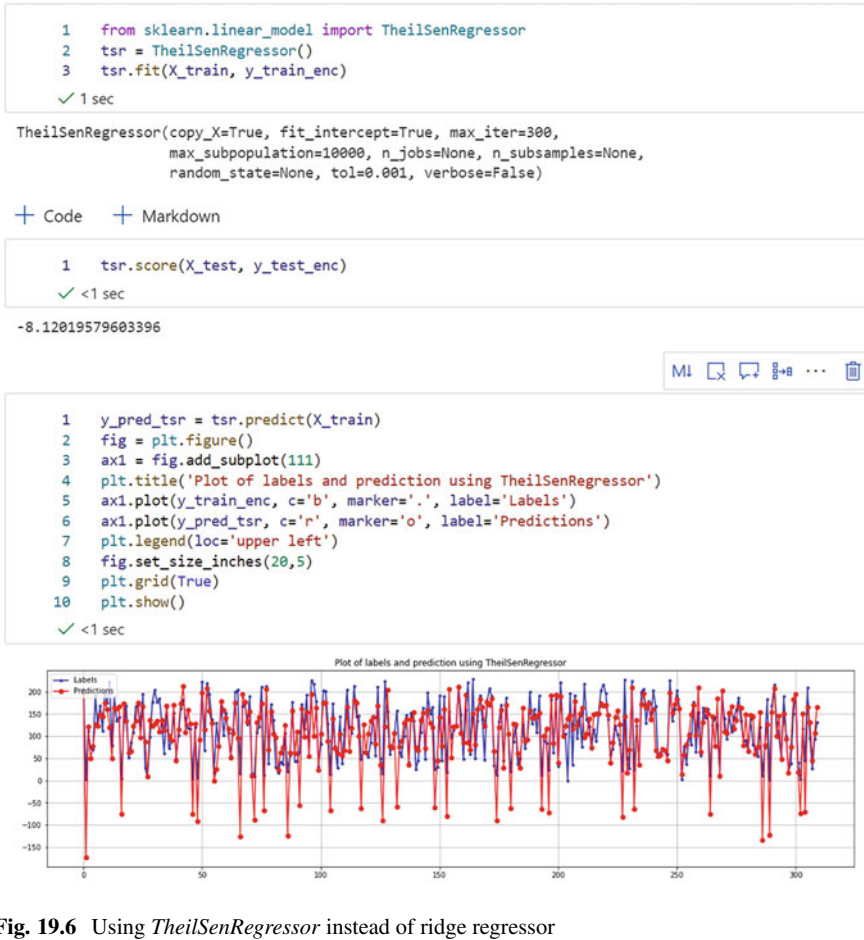 1 from sklearn.linear_model import TheilSenRegressor
2 tsr = TheilSenRegressor()
3 tsr.fit(X_train, y_train_enc)
✓ 1 sec
TheilSenRegressor(copy_X=True, fit_intercept=True, max_iter=300,
max_subpopulation=10000, n_jobs=None, n_subsamples=None,
random_state=None, tol=0.001, verbose=False)
+ Code + Markdown
1 tsr.score(X_test, y_test_enc)
✓ <1 sec
-8.12019579603396
M↓ ···
1 y_pred_tsr = tsr.predict(X_train)
2 fig = plt.figure()
3 ax1 = fig.add_subplot(111)
4 plt.title('Plot of labels and prediction using TheilSenRegressor')
5 ax1.plot(y_train_enc, c='b', marker='.', label='Labels')
6 ax1.plot(y_pred_tsr, c='r', marker='o', label='Predictions')
7 plt.legend(loc='upper left')
8 fig.set_size_inches(20,5)
9 plt.grid(True)
10 plt.show()
✓ <1 sec
Plot of labels and prediction using TheilSenRegressor
Labels
Predictions
200
150
100
50
0
−50
−100
−150
0 50 100 150 200 250 300
Fig. 19.6 Using TheilSenRegressor instead of ridge regressor